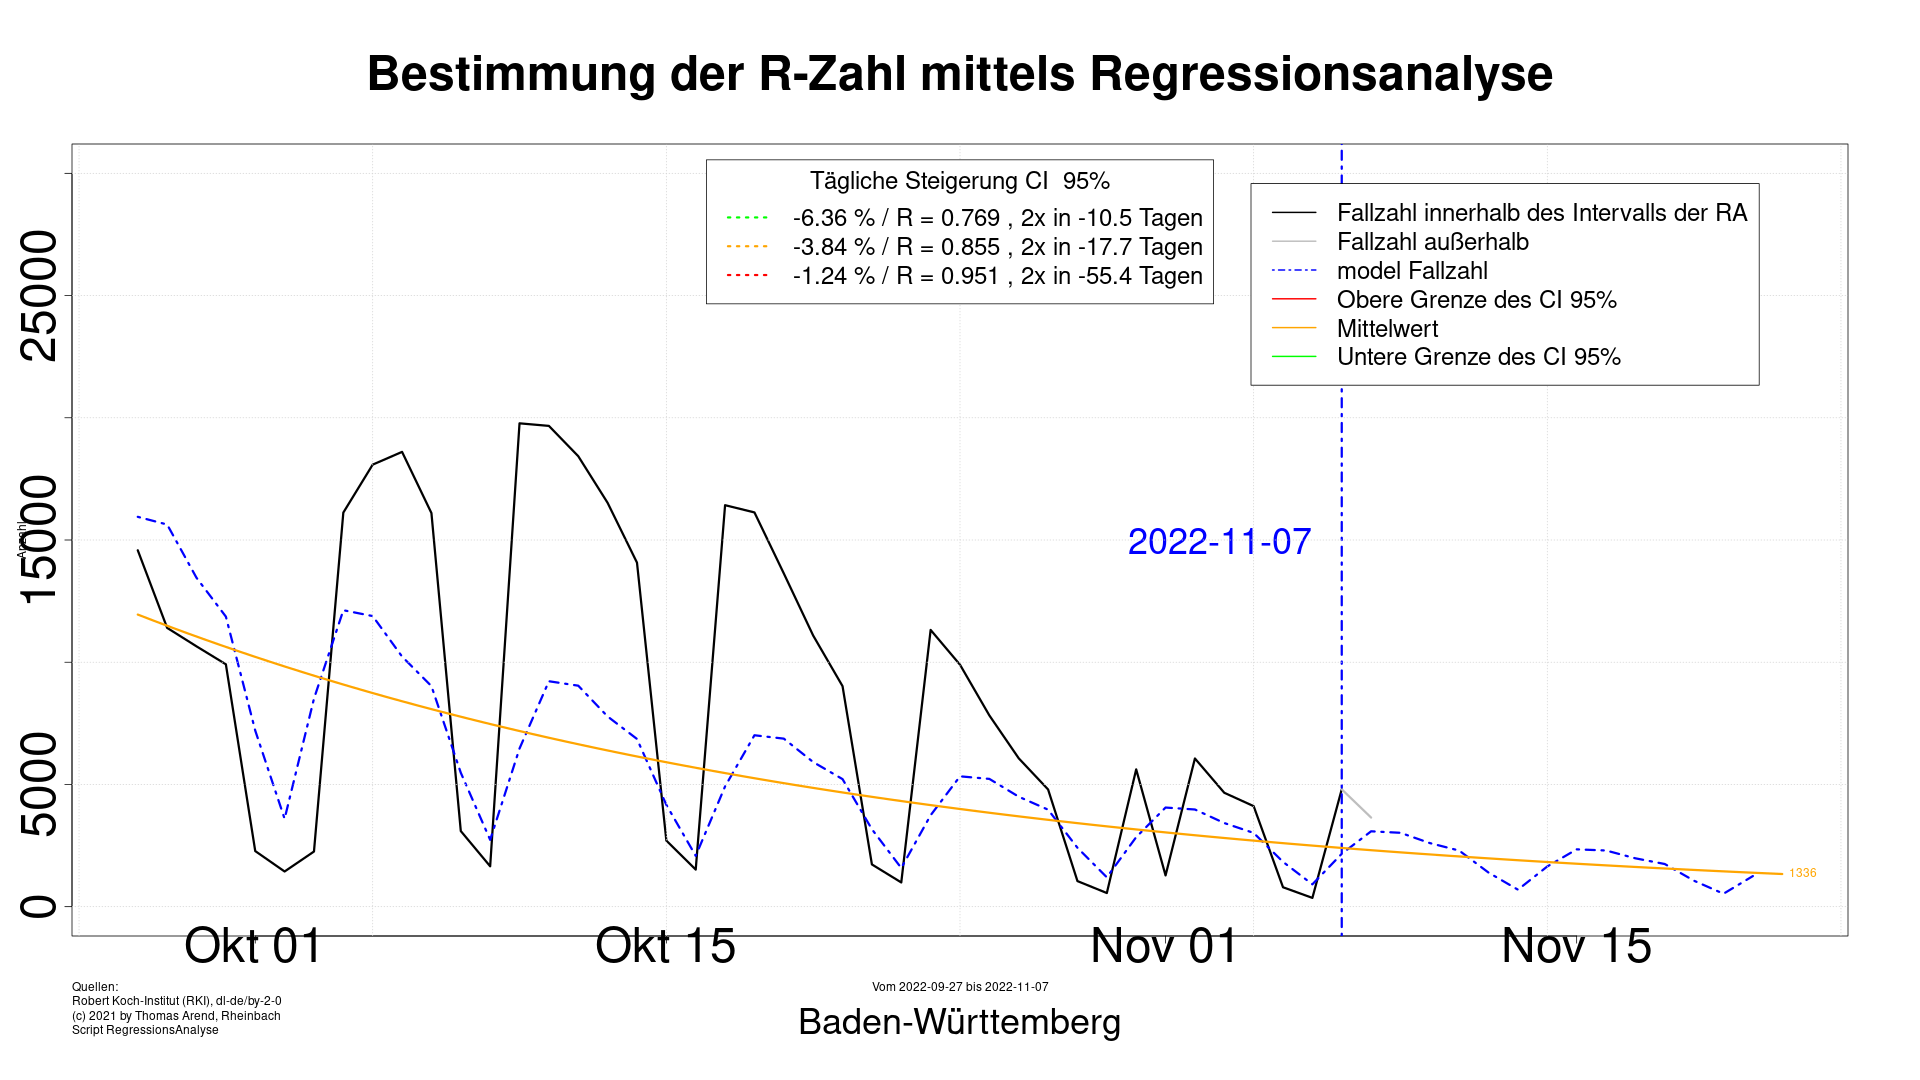 Bestimmung der R-Zahl mittels Regressionsanalyse
Tägliche Steigerung CI  95%
-6.36 % / R = 0.769 , 2x in -10.5 Tagen
-3.84 % / R = 0.855 , 2x in -17.7 Tagen
-1.24 % / R = 0.951 , 2x in -55.4 Tagen
Fallzahl innerhalb des Intervalls der RA
Fallzahl außerhalb
model Fallzahl
Obere Grenze des CI 95%
Mittelwert
Untere Grenze des CI 95%
25000
15000
5000
0
Anzahl
2022-11-07
1336
Okt 01
Okt 15
Nov 01
Nov 15
Quellen:
Robert Koch-Institut (RKI), dl-de/by-2-0
(c) 2021 by Thomas Arend, Rheinbach
Script RegressionsAnalyse
Vom 2022-09-27 bis 2022-11-07
Baden-Württemberg